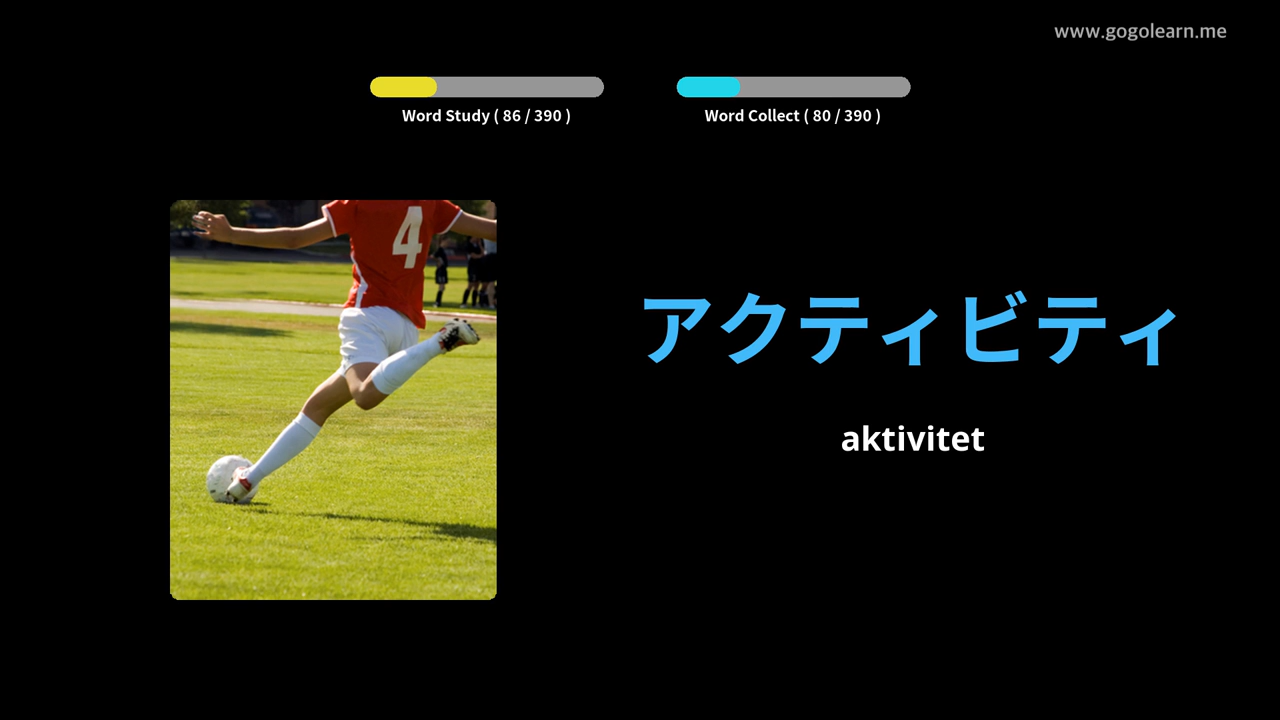 www.gogolearn.me
Word Study ( 86 / 390 )
Word Collect ( 80 / 390 )
4
アクティビティ
aktivitet